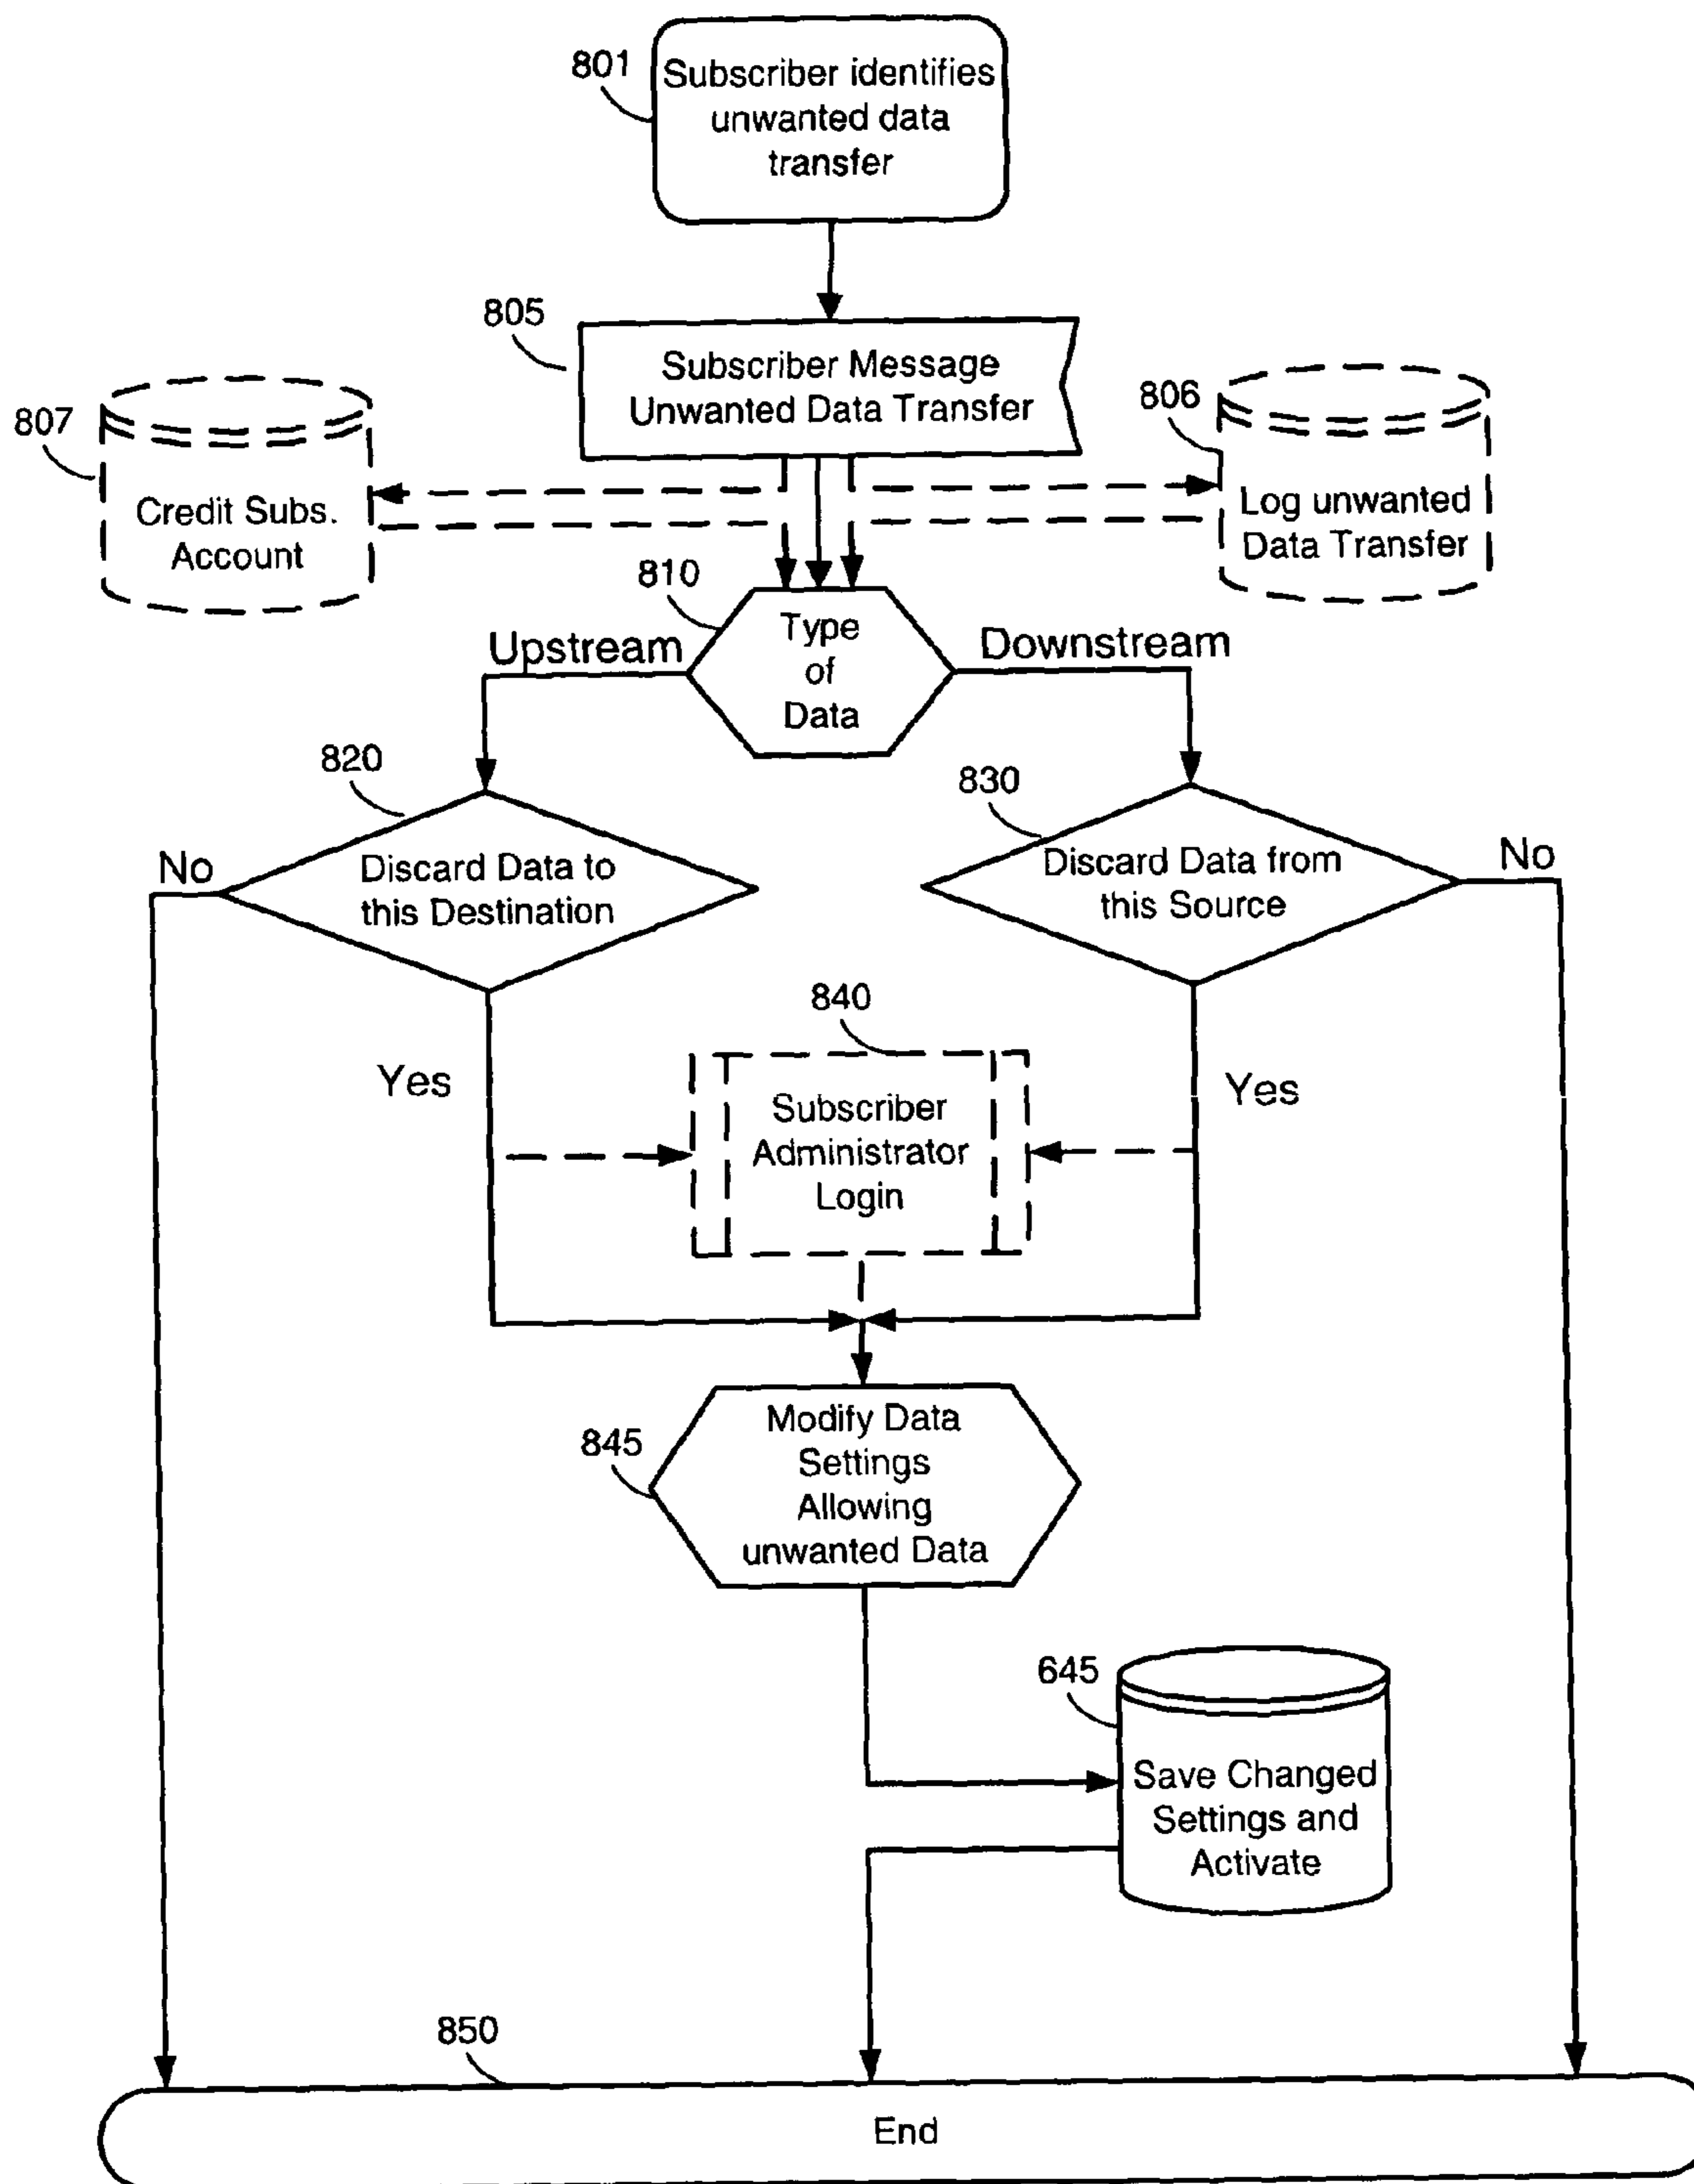 801
Subscriber identifies
unwanted data
transfer
805
Subscriber Message
Unwanted Data Transfer
807
Credit Subs.
Account
806
Log unwanted
Data Transfer
810
Type
of
Data
Upstream
Downstream
820
Discard Data to
this Destination
No
Yes
830
Discard Data from
this Source
No
Yes
840
Subscriber
Administrator
Login
845
Modify Data
Settings
Allowing
unwanted Data
645
Save Changed
Settings and
Activate
850
End